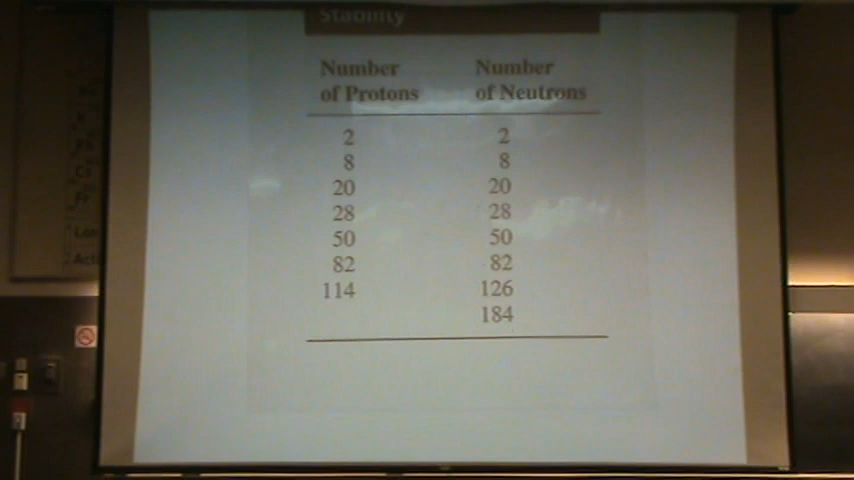 Stability
Number Number
of Protons of Neutrons
2 2
8 8
20 20
28 28
50 50
82 82
114 126
184